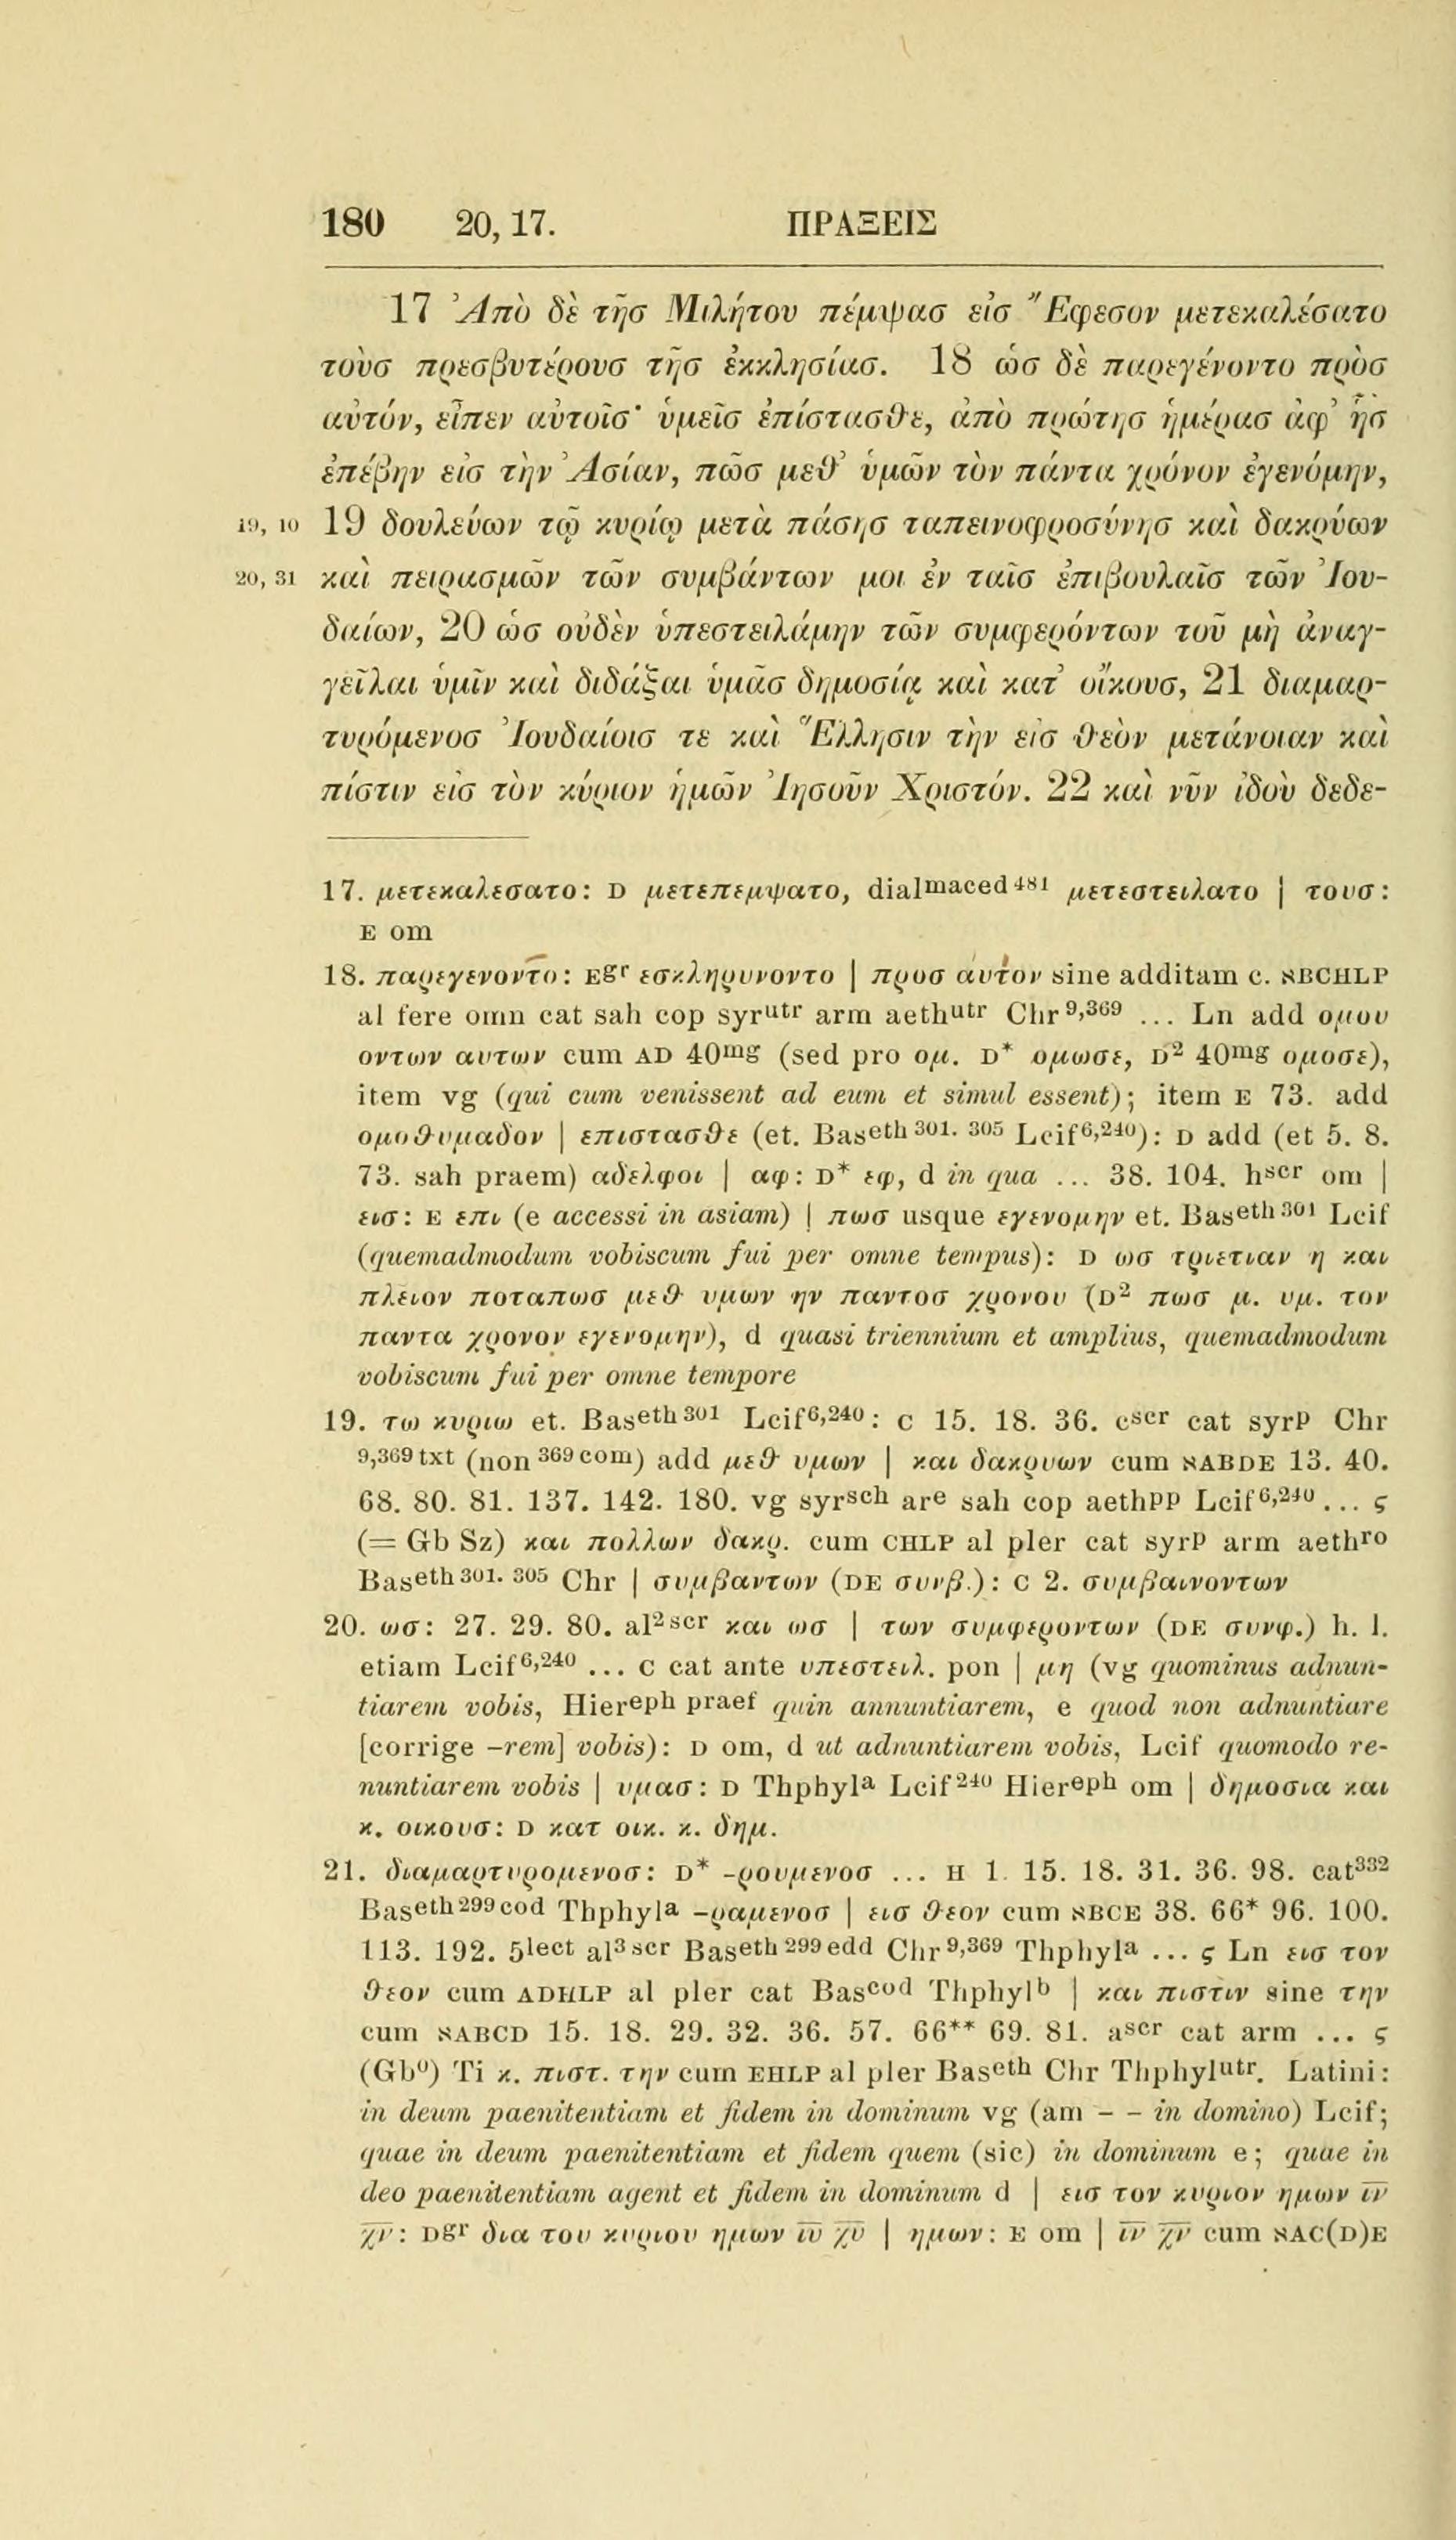 180 20, 17. ΠΡΑΞΕΙΣ
17 Ἀπὸ δὲ τῆσ Μιλήτου πέμψασ εἰσ Ἔφεσον μετεκαλέσατο
τοὺσ πρεσβυτέρουσ τῆσ ἐκκλησίασ. 18 ὡσ δὲ παρεγένοντο πρὸσ
αὐτόν, εἶπεν αὐτοῖσ· ὑμεῖσ ἐπίστασθε, ἀπὸ πρώτησ ἡμέρασ ἀφ’ ἧσ
ἐπέβην εἰσ τὴν Ἀσίαν, πῶσ μεθ’ ὑμῶν τὸν πάντα χρόνον ἐγενόμην,
19, 10 19 δουλεύων τῷ κυρίῳ μετὰ πάσησ ταπεινοφροσύνησ καὶ δακρύων
20, 31 καὶ πειρασμῶν τῶν συμβάντων μοι ἐν ταῖσ ἐπιβουλαῖσ τῶν Ἰου-
δαίων, 20 ὡσ οὐδὲν ὑπεστειλάμην τῶν συμφερόντων τοῦ μὴ ἀναγ-
γεῖλαι ὑμῖν καὶ διδάξαι ὑμᾶσ δημοσίᾳ καὶ κατ’ οἴκουσ, 21 διαμαρ-
τυρόμενοσ Ἰουδαίοισ τε καὶ Ἕλλησιν τὴν εἰσ θεὸν μετάνοιαν καὶ
πίστιν εἰσ τὸν κύριον ἡμῶν Ἰησοῦν Χριστόν. 22 καὶ νῦν ἰδοὺ δεδε-
17. μετεκαλεσατο: D μετεπεμψατο, dialmaced481 μετεστειλατο | τουσ:
E om
18. παρεγενοντο: Egr εσκληρυνοντο | προσ αυτον sine additam c. ℵBCHLP
al fere omn cat sah cop syrutr arm aethutr Chr9,369 ... Ln add ομου
οντων αυτων cum AD 40mg (sed pro ομ. D* ομωσε, D2 40mg ομοσε),
item vg (qui cum venissent ad eum et simul essent); item E 73. add
ομοθυμαδον | επιστασθε (et. Baseth301. 305 Lcif6,240): D add (et 5. 8.
73. sah praem) αδελφοι | αφ: D* εφ, d in qua ... 38. 104. hscr om |
εισ: E επι (e accessi in asiam) | πωσ usque εγενομην et. Baseth301 Lcif
(quemadmodum vobiscum fui per omne tempus): D ωσ τριετιαν η και
πλειον ποταπωσ μεθ υμων ην παντοσ χρονου (D2 πωσ μ. υμ. τον
παντα χρονον εγενομην), d quasi triennium et amplius, quemadmodum
vobiscum fui per omne tempore
19. τω κυριω et. Baseth301 Lcif6,240: C 15. 18. 36. cscr cat syrp Chr
9,369txt (non 369com) add μεθ υμων | και δακρυων cum ℵABDE 13. 40.
68. 80. 81. 137. 142. 180. vg syrsch are sah cop aethpp Lcif6,240 ... ς
(= Gb Sz) και πολλων δακρ. cum CHLP al pler cat syrp arm aethro
Baseth301. 305 Chr | συμβαντων (DE συνβ.): C 2. συμβαινοντων
20. ωσ: 27. 29. 80. al2scr και ωσ | των συμφεροντων (DE συνφ.) h. l.
etiam Lcif6,240 ... C cat ante υπεστειλ. pon | μη (vg quominus adnun-
tiarem vobis, Hiereph praef quin annuntiarem, e quod non adnuntiare
[corrige -rem] vobis): D om, d ut adnuntiarem vobis, Lcif quomodo re-
nuntiarem vobis | υμασ: D Thphyla Lcif240 Hiereph om | δημοσια και
κ. οικουσ: D κατ οικ. κ. δημ.
21. διαμαρτυρομενοσ: D* -ρουμενοσ ... H 1. 15. 18. 31. 36. 98. cat332
Baseth299cod Thphyla -ραμενοσ | εισ θεον cum ℵBCE 38. 66* 96. 100.
113. 192. 5lect al3scr Baseth299edd Chr9,369 Thphyla ... ς Ln εισ τον
θεον cum ADHLP al pler cat Bascod Thphylb | και πιστιν sine την
cum ℵABCD 15. 18. 29. 32. 36. 57. 66** 69. 81. ascr cat arm ... ς
(Gb0) Ti κ. πιστ. την cum EHLP al pler Baseth Chr Thphylutr. Latini:
in deum paenitentiam et fidem in dominum vg (am - - in domino) Lcif;
quae in deum paenitentiam et fidem quem (sic) in dominum e; quae in
deo paenitentiam agent et fidem in dominum d | εισ τον κυριον ημων ι̅ν̅
χ̅ν̅: Dgr δια του κυριου ημων ι̅υ̅ χ̅υ̅ | ημων: E om | ι̅ν̅ χ̅ν̅ cum ℵAC(D)E